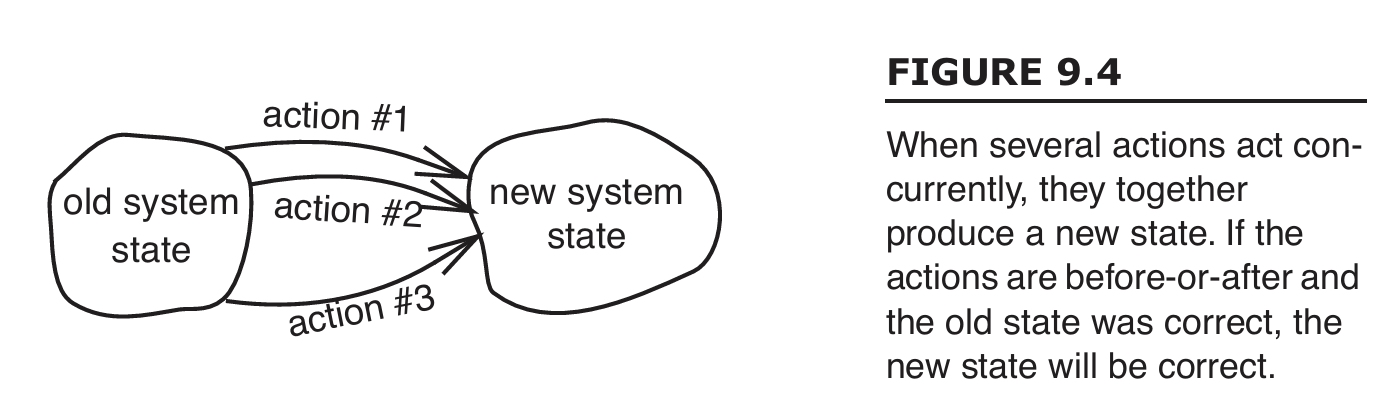 action #1
old system
state
action #2
new system
state
action #3
FIGURE 9.4
When several actions act con-
currently, they together
produce a new state. If the
actions are before-or-after and
the old state was correct, the
new state will be correct.